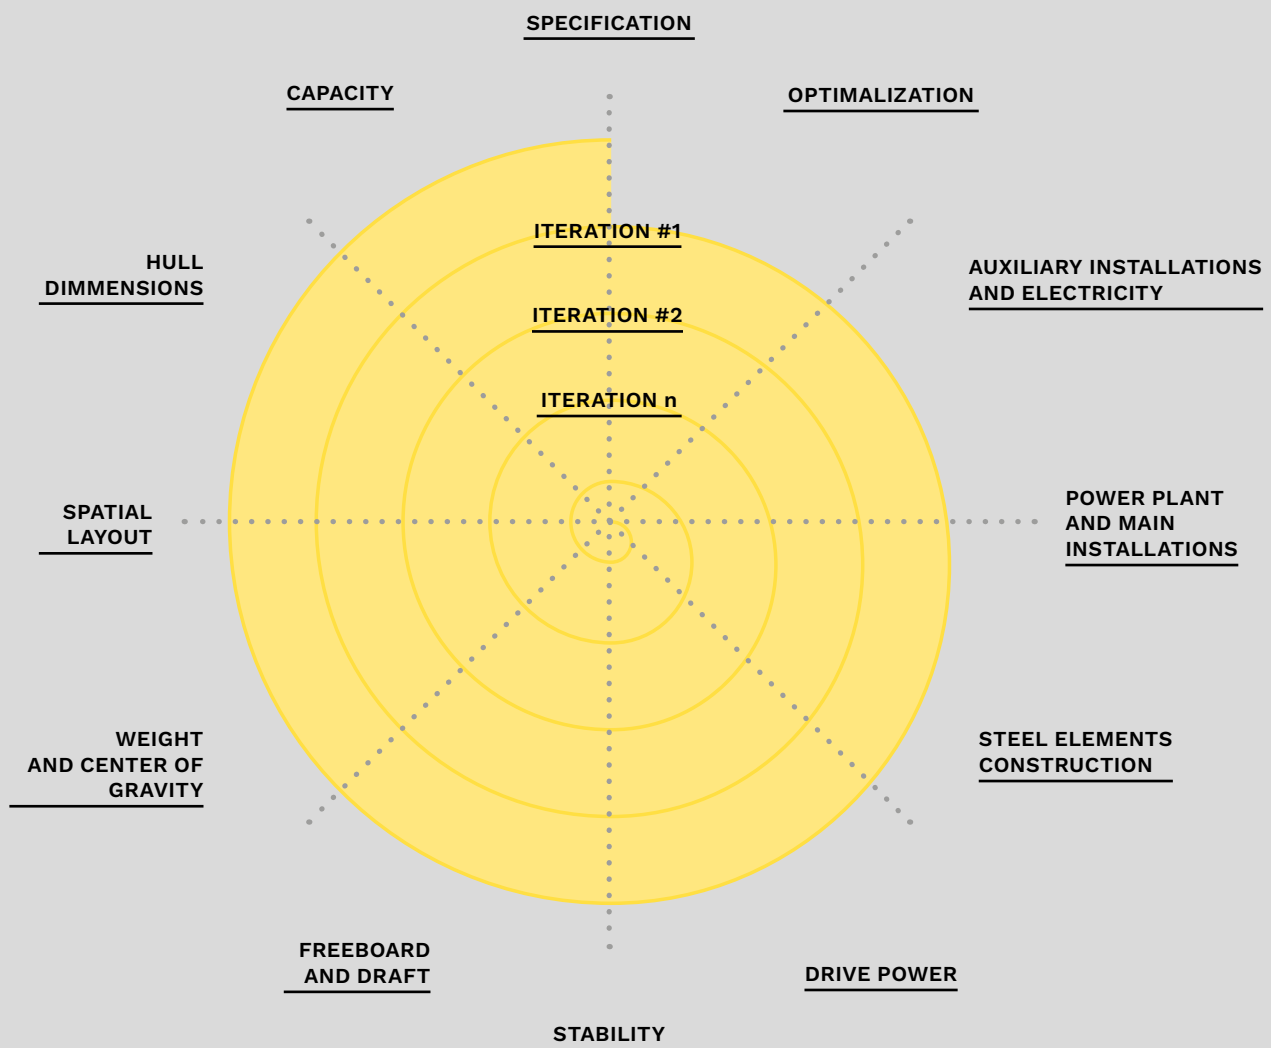 SPECIFICATION
CAPACITY
OPTIMALIZATION
ITERATION #1
HULL
DIMMENSIONS
AUXILIARY INSTALLATIONS
AND ELECTRICITY
ITERATION #2
ITERATION n
SPATIAL
LAYOUT
POWER PLANT
AND MAIN
INSTALLATIONS
WEIGHT
AND CENTER OF
GRAVITY
STEEL ELEMENTS
CONSTRUCTION
FREEBOARD
AND DRAFT
DRIVE POWER
STABILITY